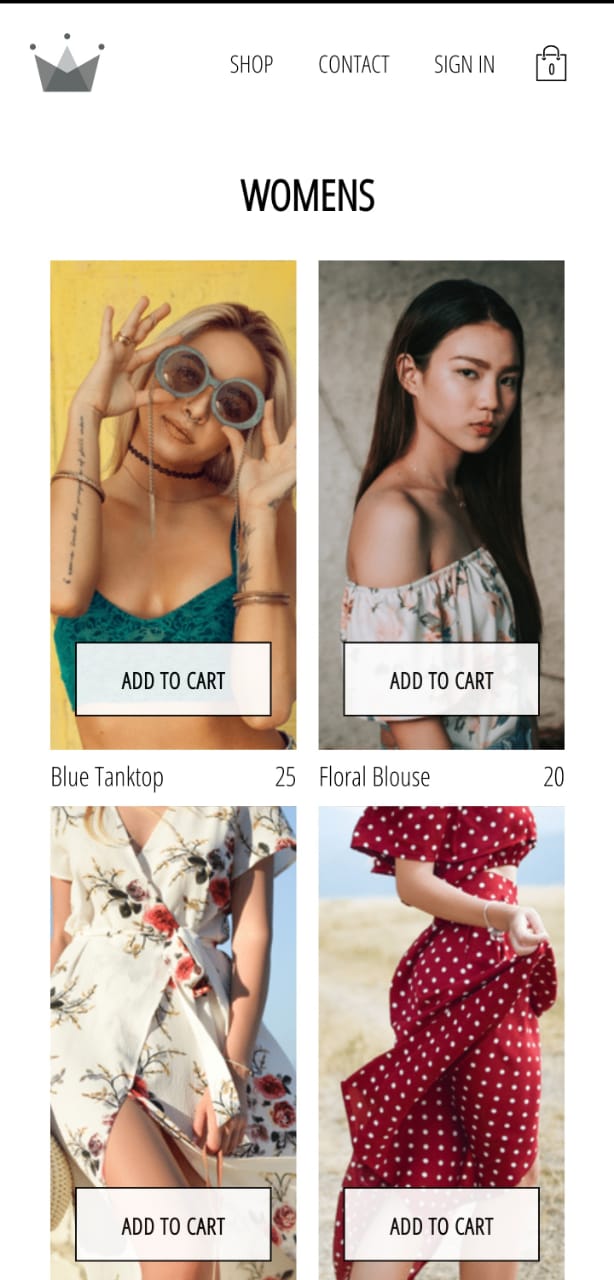 SHOP CONTACT SIGN IN 0
WOMENS
ADD TO CART ADD TO CART
Blue Tanktop 25 Floral Blouse 20
ADD TO CART ADD TO CART